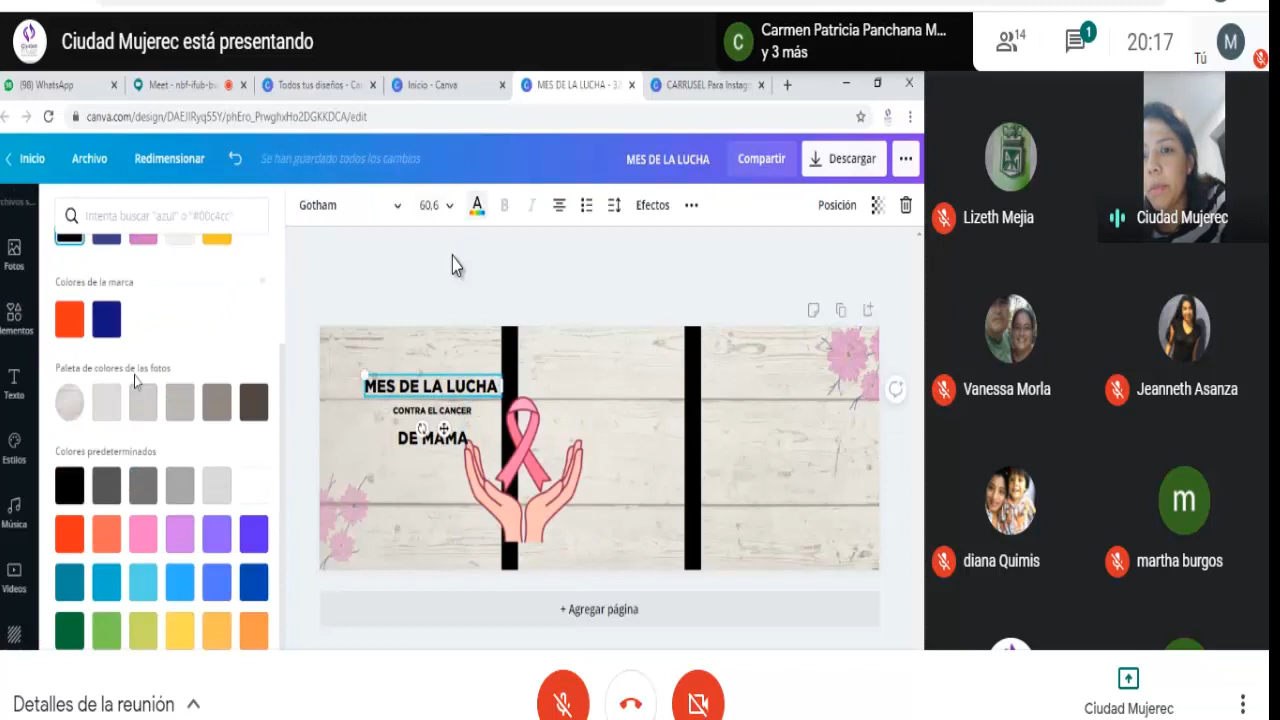 Ciudad Mujerec está presentando
C
Carmen Patricia Panchana M...
y 3 más
14
1
20:17
M
Tú
(98) WhatsApp
Meet - nbf-ifub-bv
Todos tus diseños - Ca
Inicio - Canva
MES DE LA LUCHA - 3.
CARRUSEL Para Instag
canva.com/design/DAEJIRyq55Y/phEro_PrwghxHo2DGKKDCA/edit
Inicio
Archivo
Redimensionar
Se han guardado todos los cambios
MES DE LA LUCHA
Compartir
Descargar
rchivos s...
Intenta buscar "azul" o "#00c4cc"
Gotham
60,6
A
B
I
Efectos
Posición
Fotos
lementos
Texto
Estilos
Música
Videos
Colores de la marca
Paleta de colores de las fotos
Colores predeterminados
MES DE LA LUCHA
CONTRA EL CANCER
DE MAMA
+ Agregar página
Lizeth Mejia
Ciudad Mujerec
Vanessa Morla
Jeanneth Asanza
diana Quimis
m
martha burgos
Detalles de la reunión
Ciudad Mujerec